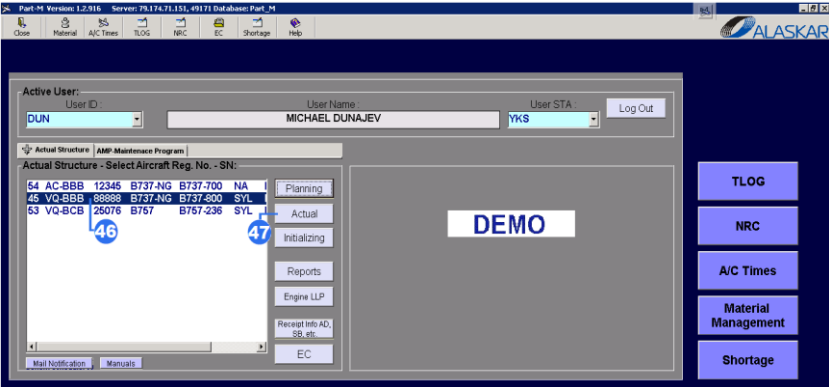 Part-M Version: 1.2.916 Server: 79.174.71.151, 49171 Database: Part_M
Close Material A/C Times TLOG NRC EC Shortage Help
ALASKAR
Active User:
User ID : User Name : User STA :
DUN MICHAEL DUNAJEV YKS Log Out
Actual Structure AMP-Maintenace Program
Actual Structure - Select Aircraft Reg. No. - SN:
54 AC-BBB 12345 B737-NG B737-700 NA
45 VQ-BBB 88888 B737-NG B737-800 SYL
53 VQ-BCB 25076 B757 B757-236 SYL
46
47
Planning
Actual
Initializing
Reports
Engine LLP
Receipt Info AD,
SB, etc.
EC
Mail Notification Manuals
DEMO
TLOG
NRC
A/C Times
Material
Management
Shortage